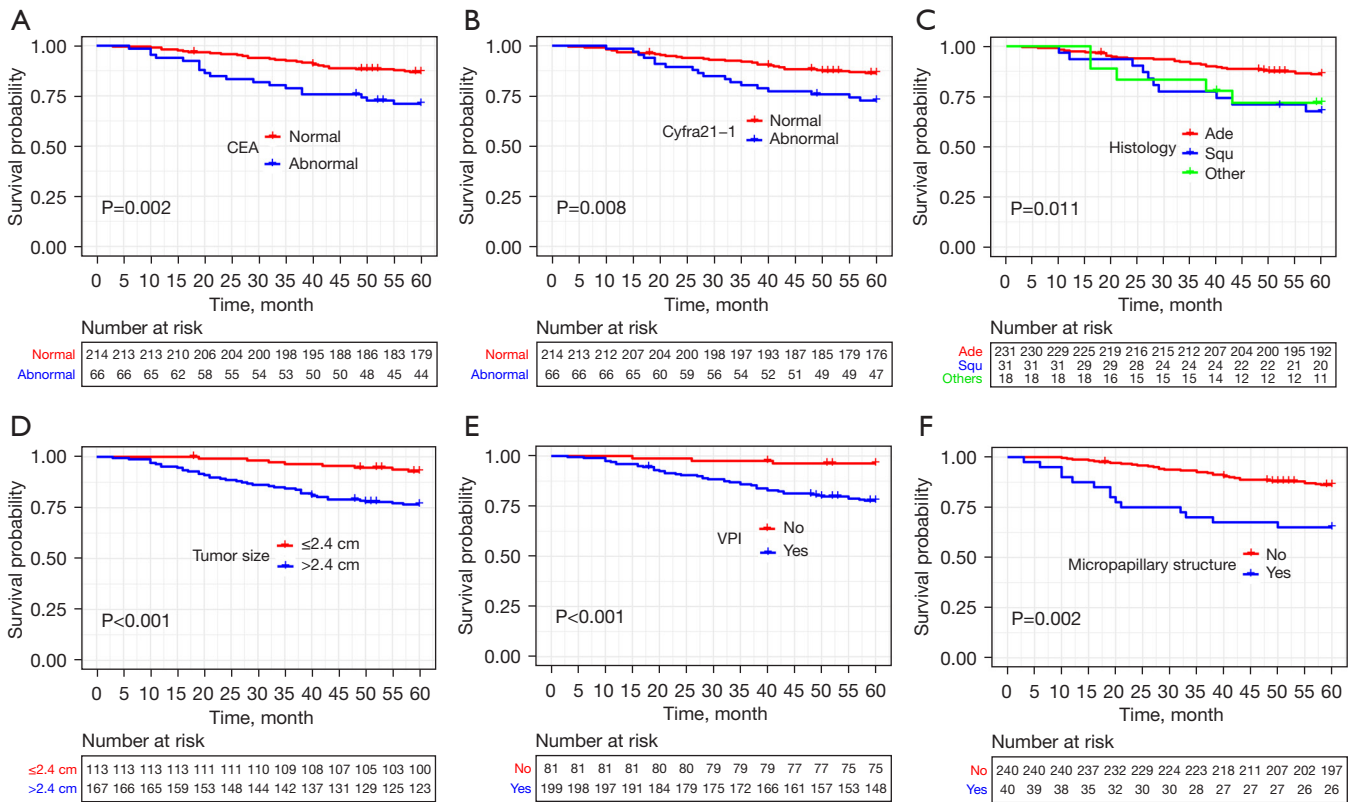 A
Survival probability
1.00
0.75
0.50
0.25
0.00
CEA
Normal
Abnormal
P=0.002
0 5 10 15 20 25 30 35 40 45 50 55 60
Time, month
Number at risk
Normal 214 213 213 210 206 204 200 198 195 188 186 183 179
Abnormal 66 66 65 62 58 55 54 53 50 50 48 45 44
B
Survival probability
1.00
0.75
0.50
0.25
0.00
Cyfra21-1
Normal
Abnormal
P=0.008
0 5 10 15 20 25 30 35 40 45 50 55 60
Time, month
Number at risk
Normal 214 213 212 207 204 200 198 197 193 187 185 179 176
Abnormal 66 66 66 65 60 59 56 54 52 51 49 49 47
C
Survival probability
1.00
0.75
0.50
0.25
0.00
Histology
Ade
Squ
Other
P=0.011
0 5 10 15 20 25 30 35 40 45 50 55 60
Time, month
Number at risk
Ade 231 230 229 225 219 216 215 212 207 204 200 195 192
Squ 31 31 31 29 29 28 24 24 24 22 22 21 20
Others 18 18 18 18 16 15 15 15 14 12 12 12 11
D
Survival probability
1.00
0.75
0.50
0.25
0.00
Tumor size
≤2.4 cm
>2.4 cm
P<0.001
0 5 10 15 20 25 30 35 40 45 50 55 60
Time, month
Number at risk
≤2.4 cm 113 113 113 113 111 111 110 109 108 107 105 103 100
>2.4 cm 167 166 165 159 153 148 144 142 137 131 129 125 123
E
Survival probability
1.00
0.75
0.50
0.25
0.00
VPI
No
Yes
P<0.001
0 5 10 15 20 25 30 35 40 45 50 55 60
Time, month
Number at risk
No 81 81 81 81 80 80 79 79 79 77 77 75 75
Yes 199 198 197 191 184 179 175 172 166 161 157 153 148
F
Survival probability
1.00
0.75
0.50
0.25
0.00
Micropapillary structure
No
Yes
P=0.002
0 5 10 15 20 25 30 35 40 45 50 55 60
Time, month
Number at risk
No 240 240 240 237 232 229 224 223 218 211 207 202 197
Yes 40 39 38 35 32 30 30 28 27 27 27 26 26